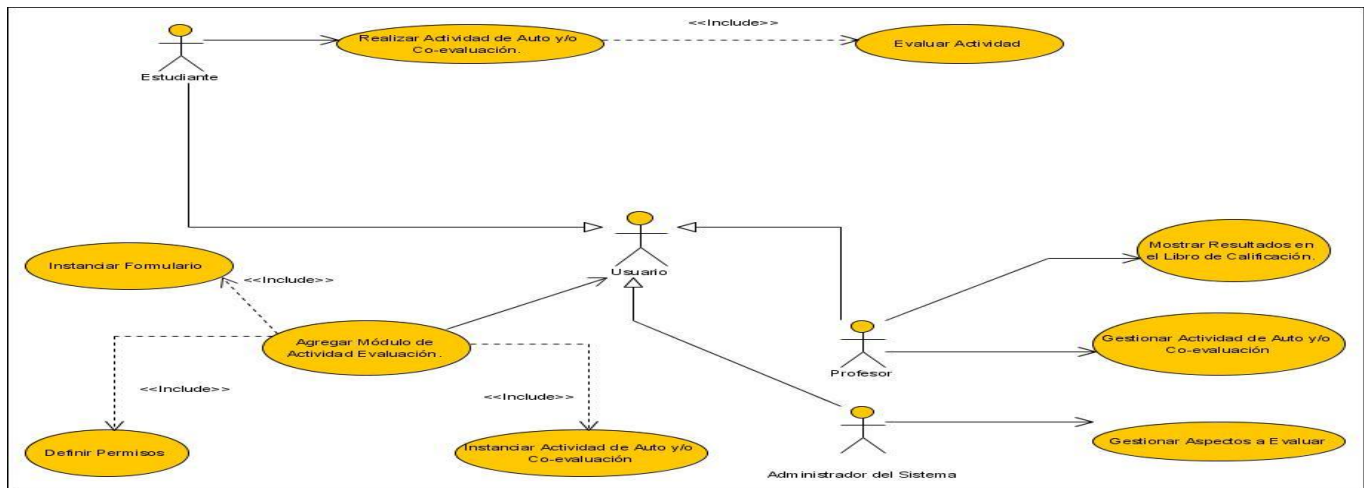 <<Include>>
Realizar Actividad de Auto y/o
Co-evaluación.
Evaluar Actividad
Estudiante
Usuario
Mostrar Resultados en
el Libro de Calificación.
Instanciar Formulario
<<Include>>
Agregar Módulo de
Actividad Evaluación.
Gestionar Actividad de Auto y/o
Co-evaluación
Profesor
<<Include>>
<<Include>>
Definir Permisos
Instanciar Actividad de Auto y/o
Co-evaluación
Gestionar Aspectos a Evaluar
Administrador del Sistema